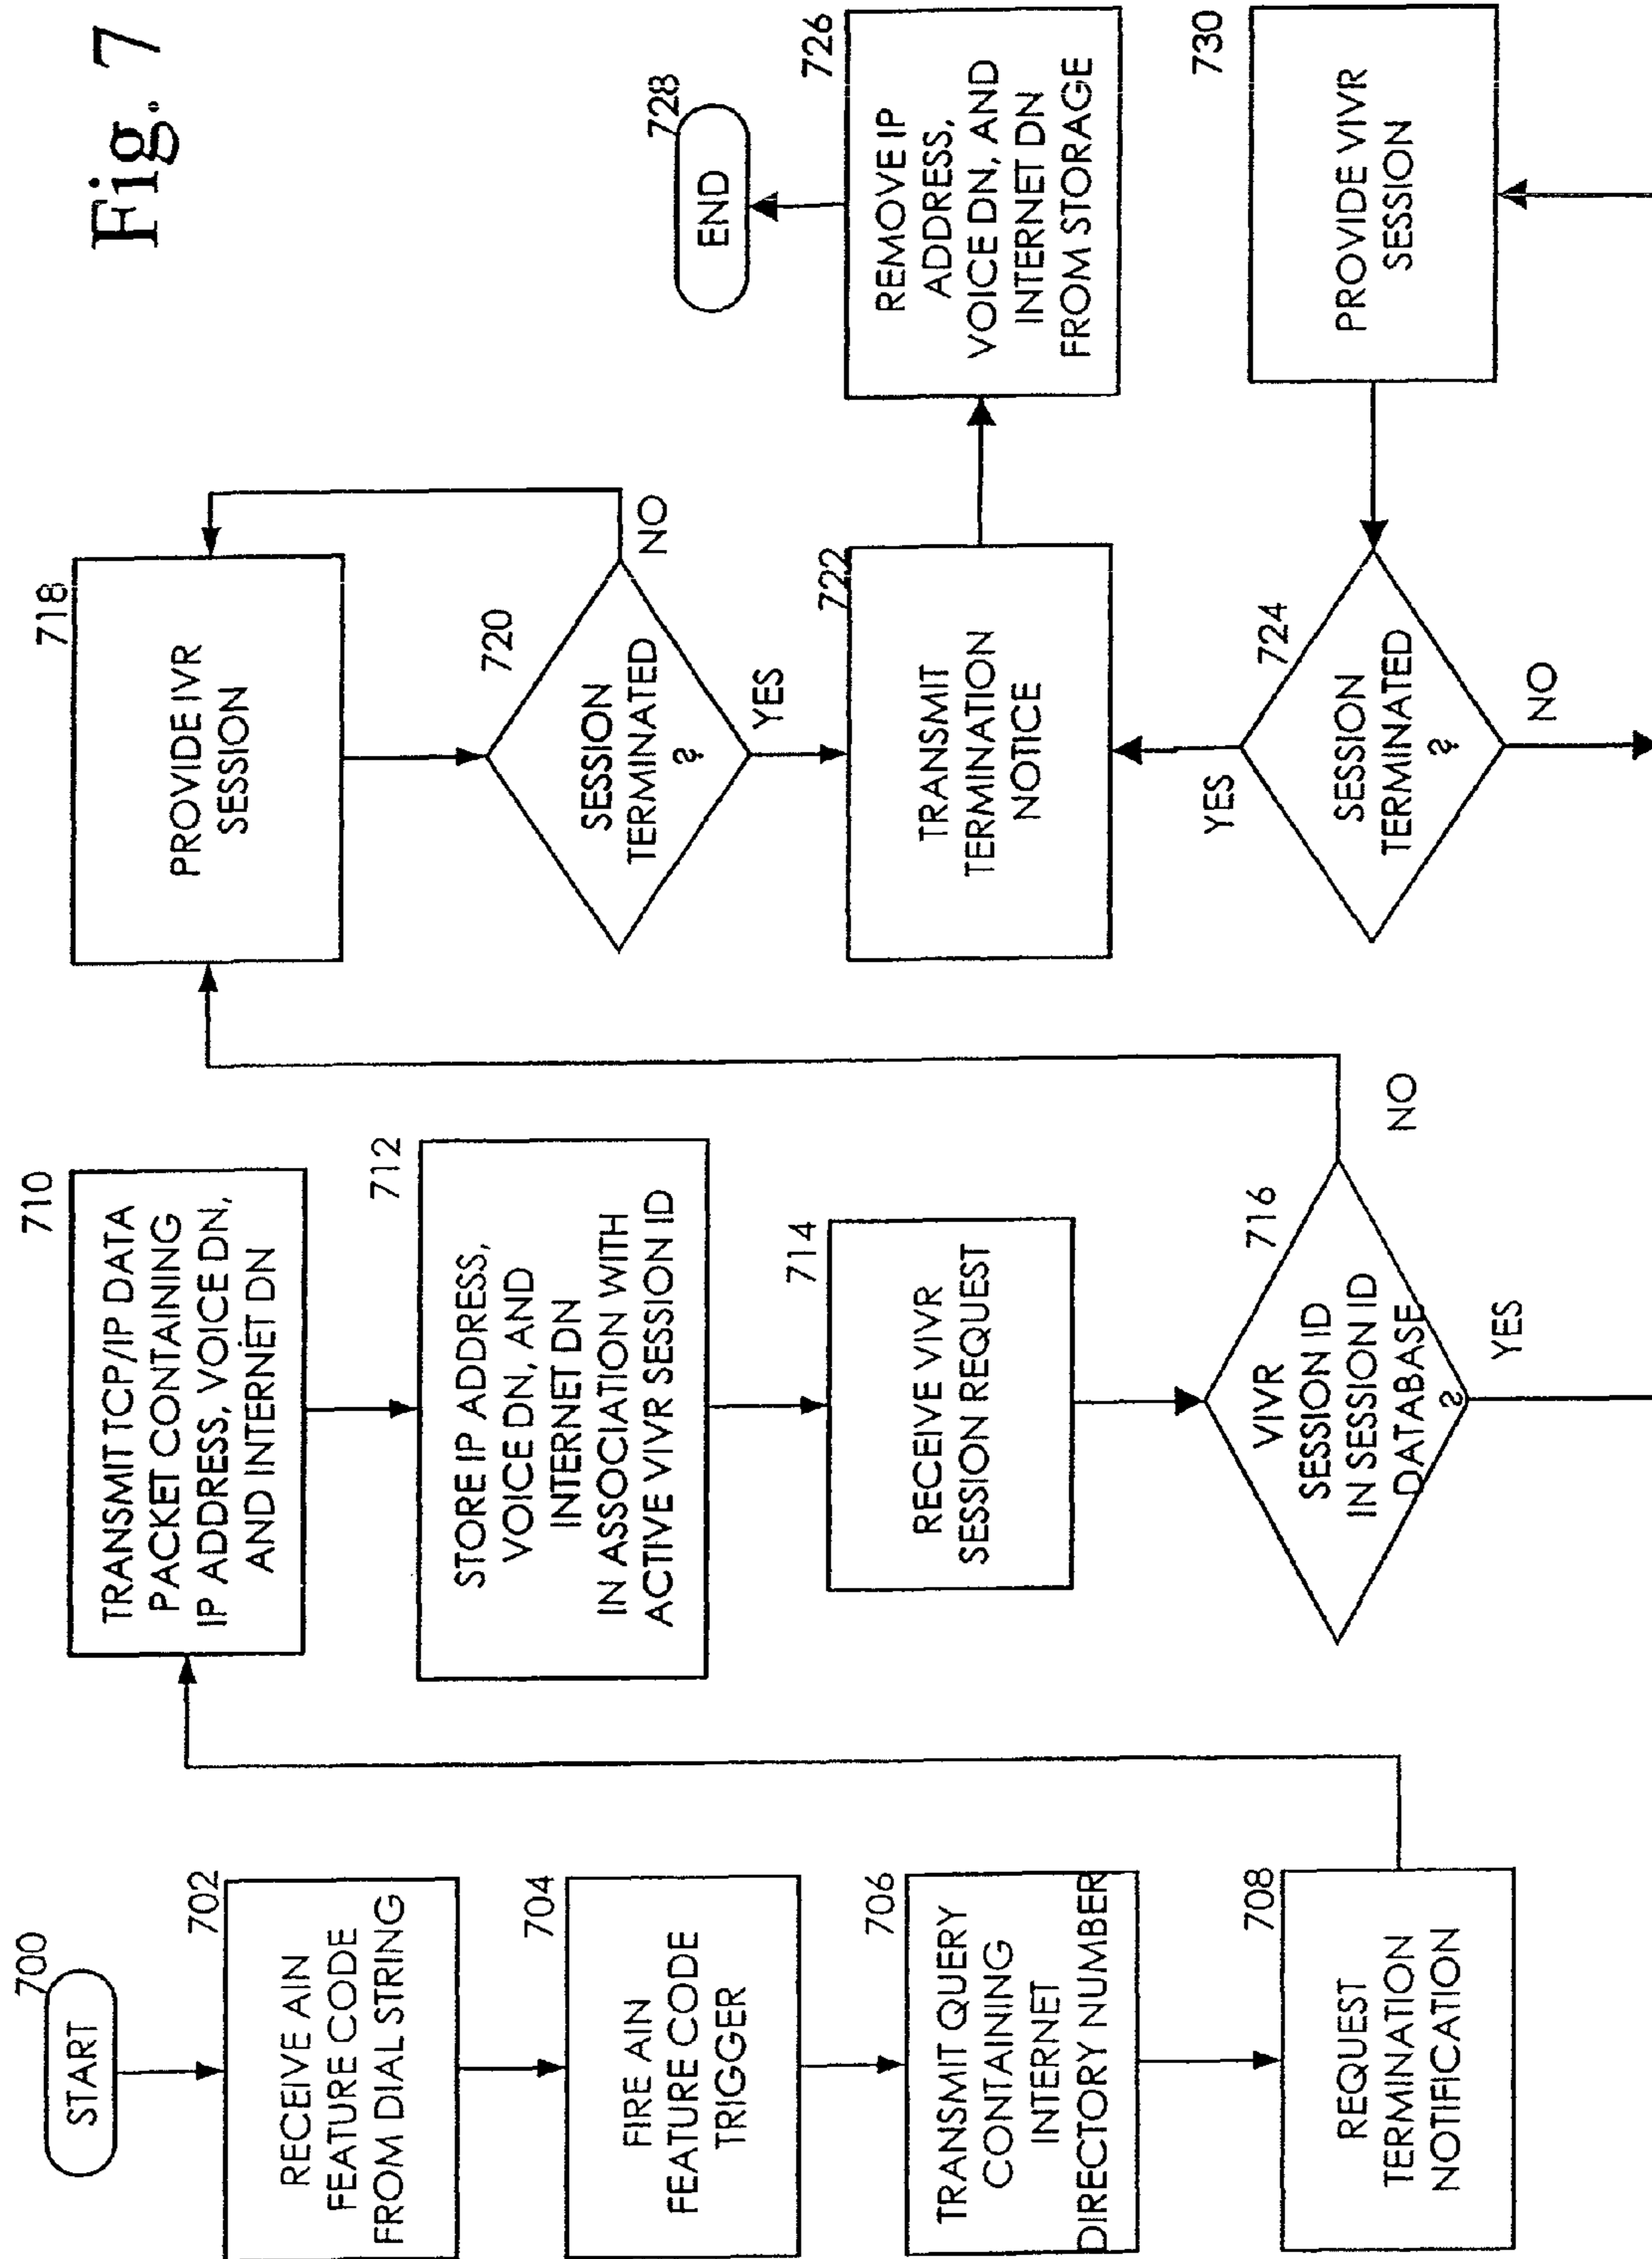 Fig. 7
700
START
702
RECEIVE AIN
FEATURE CODE
FROM DIAL STRING
704
FIRE AIN
FEATURE CODE
TRIGGER
706
TRANSMIT QUERY
CONTAINING
INTERNET
DIRECTORY NUMBER
708
REQUEST
TERMINATION
NOTIFICATION
710
TRANSMIT TCP/IP DATA
PACKET CONTAINING
IP ADDRESS, VOICE DN,
AND INTERNET DN
712
STORE IP ADDRESS,
VOICE DN, AND
INTERNET DN
IN ASSOCIATION WITH
ACTIVE VIVR SESSION ID
714
RECEIVE VIVR
SESSION REQUEST
716
VIVR
SESSION ID
IN SESSION ID
DATABASE
?
NO
YES
718
PROVIDE IVR
SESSION
720
SESSION
TERMINATED
?
NO
YES
722
TRANSMIT
TERMINATION
NOTICE
724
SESSION
TERMINATED
?
YES
NO
726
REMOVE IP
ADDRESS,
VOICE DN, AND
INTERNET DN
FROM STORAGE
728
END
730
PROVIDE VIVR
SESSION